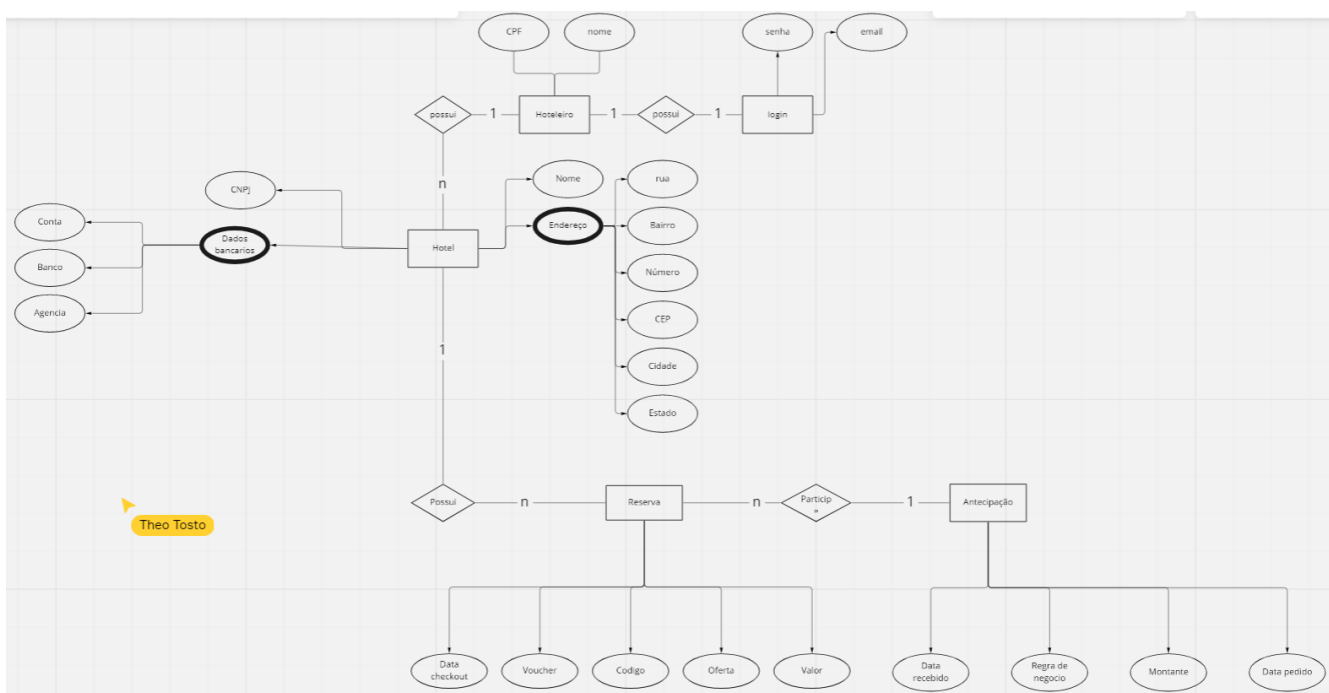 CPF
nome
senha
email
possui
1
Hoteleiro
1
possui
1
login
n
CNPJ
Nome
rua
Conta
Dados
bancarios
Hotel
Endereço
Bairro
Banco
Número
Agencia
CEP
1
Cidade
Estado
Possui
n
Reserva
n
Particip
a
1
Antecipação
Theo Tosto
Data
checkout
Voucher
Codigo
Oferta
Valor
Data
recebido
Regra de
negocio
Montante
Data pedido